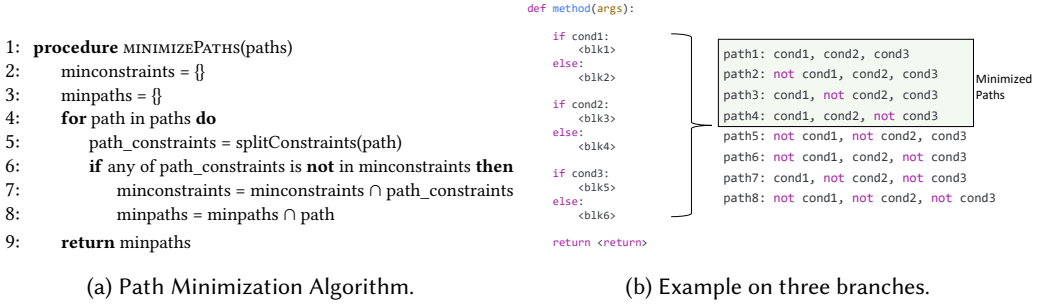 1: procedure MINIMIZEPATHS(paths)
2: minconstraints = {}
3: minpaths = {}
4: for path in paths do
5: path_constraints = splitConstraints(path)
6: if any of path_constraints is not in minconstraints then
7: minconstraints = minconstraints ∩ path_constraints
8: minpaths = minpaths ∩ path
9: return minpaths
(a) Path Minimization Algorithm.
def method(args):
if cond1:
<blk1>
else:
<blk2>
if cond2:
<blk3>
else:
<blk4>
if cond3:
<blk5>
else:
<blk6>
return <return>
path1: cond1, cond2, cond3
path2: not cond1, cond2, cond3
path3: cond1, not cond2, cond3
path4: cond1, cond2, not cond3
path5: not cond1, not cond2, cond3
path6: not cond1, cond2, not cond3
path7: cond1, not cond2, not cond3
path8: not cond1, not cond2, not cond3
Minimized
Paths
(b) Example on three branches.